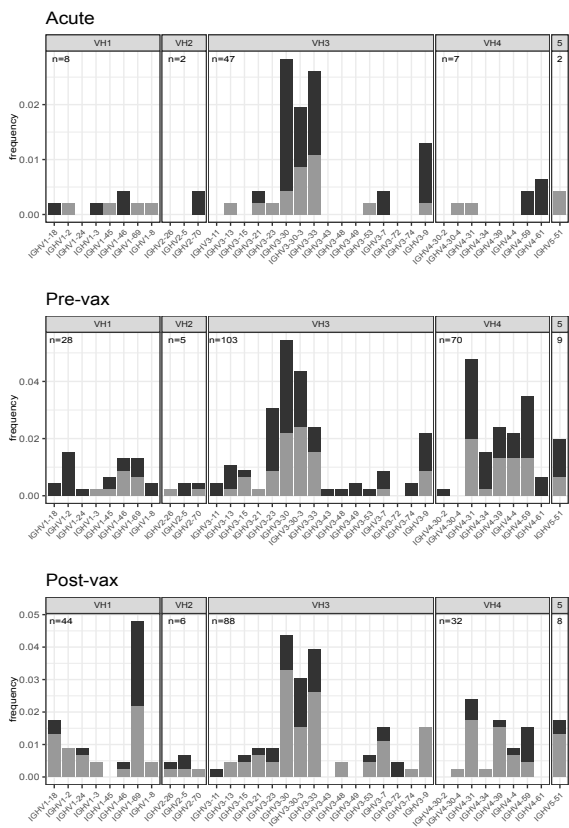 Acute
VH1 VH2 VH3 VH4 5
n=8 n=2 n=47 n=7 2
0.02
0.01
0.00
frequency
IGHV1-18 IGHV1-2 IGHV1-24 IGHV1-3 IGHV1-45 IGHV1-46 IGHV1-69 IGHV1-8 IGHV2-26 IGHV2-5 IGHV2-70 IGHV3-11 IGHV3-13 IGHV3-15 IGHV3-21 IGHV3-23 IGHV3-30 IGHV3-30-3 IGHV3-33 IGHV3-43 IGHV3-48 IGHV3-49 IGHV3-53 IGHV3-7 IGHV3-72 IGHV3-74 IGHV3-9 IGHV4-30-2 IGHV4-30-4 IGHV4-31 IGHV4-34 IGHV4-39 IGHV4-4 IGHV4-59 IGHV4-61 IGHV5-51
Pre-vax
VH1 VH2 VH3 VH4 5
n=28 n=5 n=103 n=70 9
0.04
0.02
0.00
frequency
IGHV1-18 IGHV1-2 IGHV1-24 IGHV1-3 IGHV1-45 IGHV1-46 IGHV1-69 IGHV1-8 IGHV2-26 IGHV2-5 IGHV2-70 IGHV3-11 IGHV3-13 IGHV3-15 IGHV3-21 IGHV3-23 IGHV3-30 IGHV3-30-3 IGHV3-33 IGHV3-43 IGHV3-48 IGHV3-49 IGHV3-53 IGHV3-7 IGHV3-72 IGHV3-74 IGHV3-9 IGHV4-30-2 IGHV4-30-4 IGHV4-31 IGHV4-34 IGHV4-39 IGHV4-4 IGHV4-59 IGHV4-61 IGHV5-51
Post-vax
VH1 VH2 VH3 VH4 5
n=44 n=6 n=88 n=32 8
0.05
0.04
0.03
0.02
0.01
0.00
frequency
IGHV1-18 IGHV1-2 IGHV1-24 IGHV1-3 IGHV1-45 IGHV1-46 IGHV1-69 IGHV1-8 IGHV2-26 IGHV2-5 IGHV2-70 IGHV3-11 IGHV3-13 IGHV3-15 IGHV3-21 IGHV3-23 IGHV3-30 IGHV3-30-3 IGHV3-33 IGHV3-43 IGHV3-48 IGHV3-49 IGHV3-53 IGHV3-7 IGHV3-72 IGHV3-74 IGHV3-9 IGHV4-30-2 IGHV4-30-4 IGHV4-31 IGHV4-34 IGHV4-39 IGHV4-4 IGHV4-59 IGHV4-61 IGHV5-51